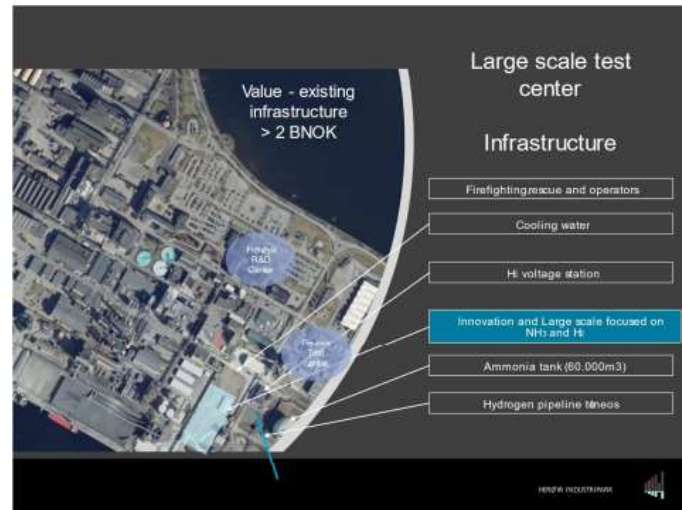 Value - existing
infrastructure
> 2 BNOK
Large scale test
center
Infrastructure
Firefighting,rescue and operators
Cooling water
Hi voltage station
Innovation and Large scale focused on
NH3 and H2
Ammonia tank (60.000m3)
Hydrogen pipeline
R&D
Center
HERØYA INDUSTRIPARK